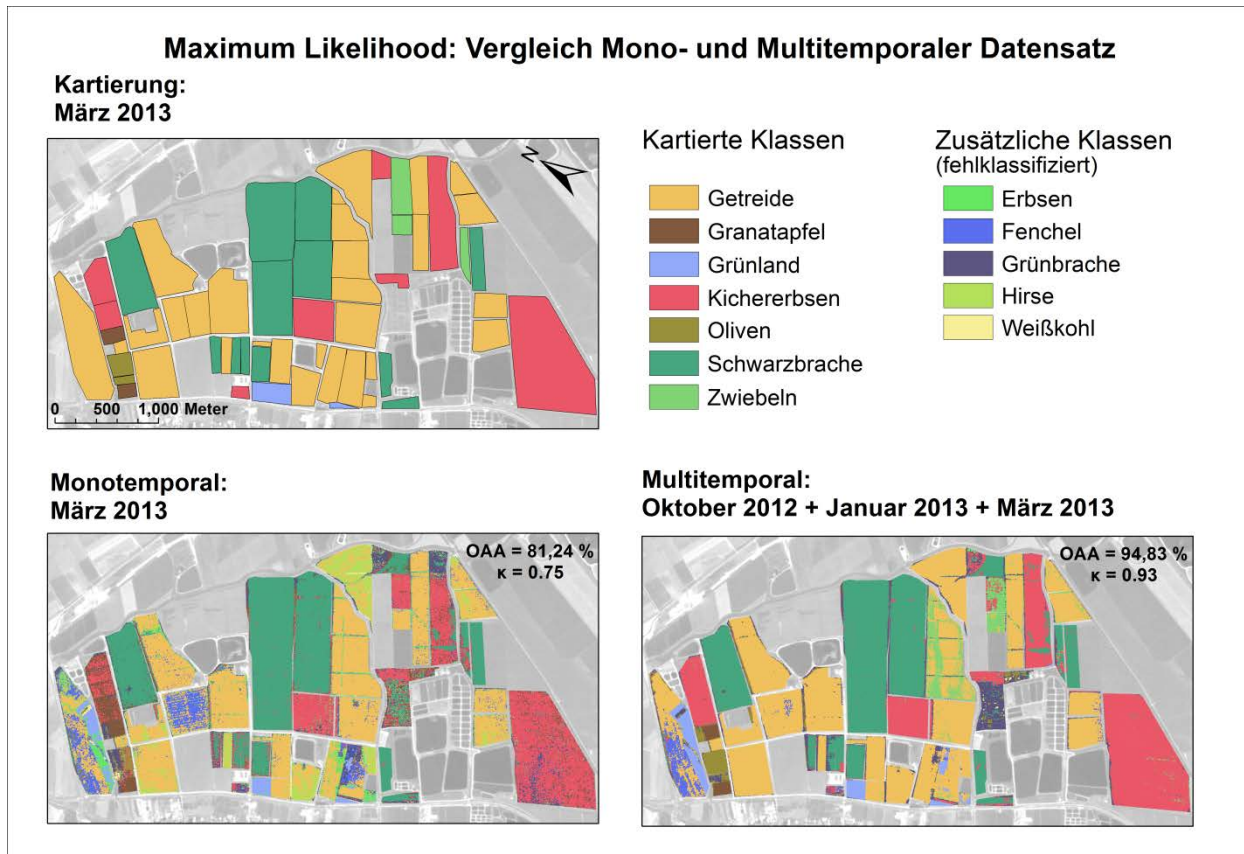 Maximum Likelihood: Vergleich Mono- und Multitemporaler Datensatz
Kartierung:
März 2013
N
0 500 1,000 Meter
Kartierte Klassen
Getreide
Granatapfel
Grünland
Kichererbsen
Oliven
Schwarzbrache
Zwiebeln
Zusätzliche Klassen
(fehlklassifiziert)
Erbsen
Fenchel
Grünbrache
Hirse
Weißkohl
Monotemporal:
März 2013
OAA = 81,24 %
κ = 0.75
Multitemporal:
Oktober 2012 + Januar 2013 + März 2013
OAA = 94,83 %
κ = 0.93